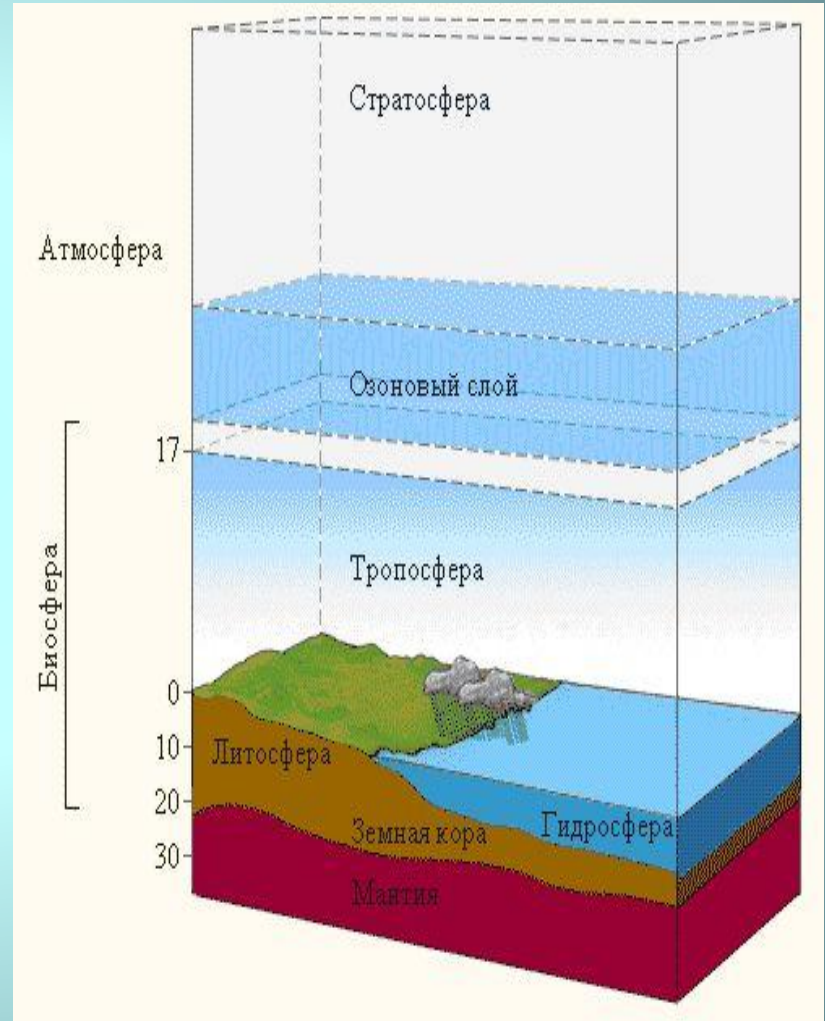 Стратосфера
Атмосфера
Озоновый слой
17
Тропосфера
Биосфера
0
10
Литосфера
20
Земная кора
Гидросфера
30
Мантия